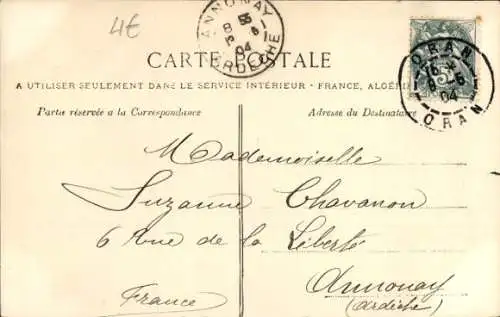 4€
ANNONAY
ARDECHE
04
CARTE POSTALE
ORAN
04
ORAN
A UTILISER SEULEMENT DANS LE SERVICE INTÉRIEUR - FRANCE, ALGÉRIE
Partie réservée à la Correspondance
Adresse du Destinataire
Mademoiselle
Suzanne Chavanon
6 Rue de la Liberté
Annonay
(Ardèche)
France